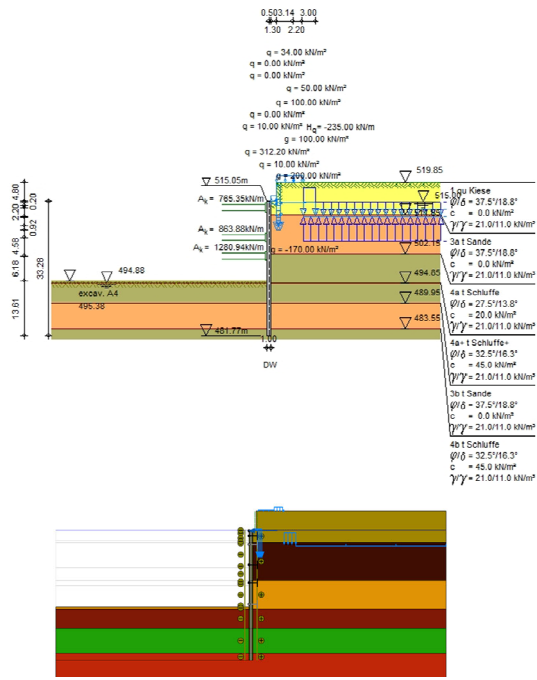 0.50 3.14 3.00
1.30 2.20
q = 34.00 kN/m²
q = 0.00 kN/m²
q = 0.00 kN/m²
q = 50.00 kN/m²
q = 100.00 kN/m²
q = 0.00 kN/m²
q = 10.00 kN/m² H = -235.00 kN/m
g = 100.00 kN/m²
q = 312.20 kN/m²
q = 10.00 kN/m²
q = 200.00 kN/m²
515.05m
519.85
Ak = 765.35kN/m
Ak = 863.88kN/m
Ak = 1280.94kN/m
q = -170.00 kN/m²
4.80
0.20
2.20
0.92
4.58
6.18
33.28
13.61
494.88
excav. A4
495.38
481.77m
1.00
DW
502.15
494.65
489.95
483.55
1 qu Kiese
φ/δ = 37.5°/18.8°
c = 0.0 kN/m²
γ/γ' = 21.0/11.0 kN/m³
3a t Sande
φ/δ = 37.5°/18.8°
c = 0.0 kN/m²
γ/γ' = 21.0/11.0 kN/m³
4a t Schluffe
φ/δ = 27.5°/13.8°
c = 20.0 kN/m²
γ/γ' = 21.0/11.0 kN/m³
4a+ t Schluffe+
φ/δ = 32.5°/16.3°
c = 45.0 kN/m²
γ/γ' = 21.0/11.0 kN/m³
3b t Sande
φ/δ = 37.5°/18.8°
c = 0.0 kN/m²
γ/γ' = 21.0/11.0 kN/m³
4b t Schluffe
φ/δ = 32.5°/16.3°
c = 45.0 kN/m²
γ/γ' = 21.0/11.0 kN/m³